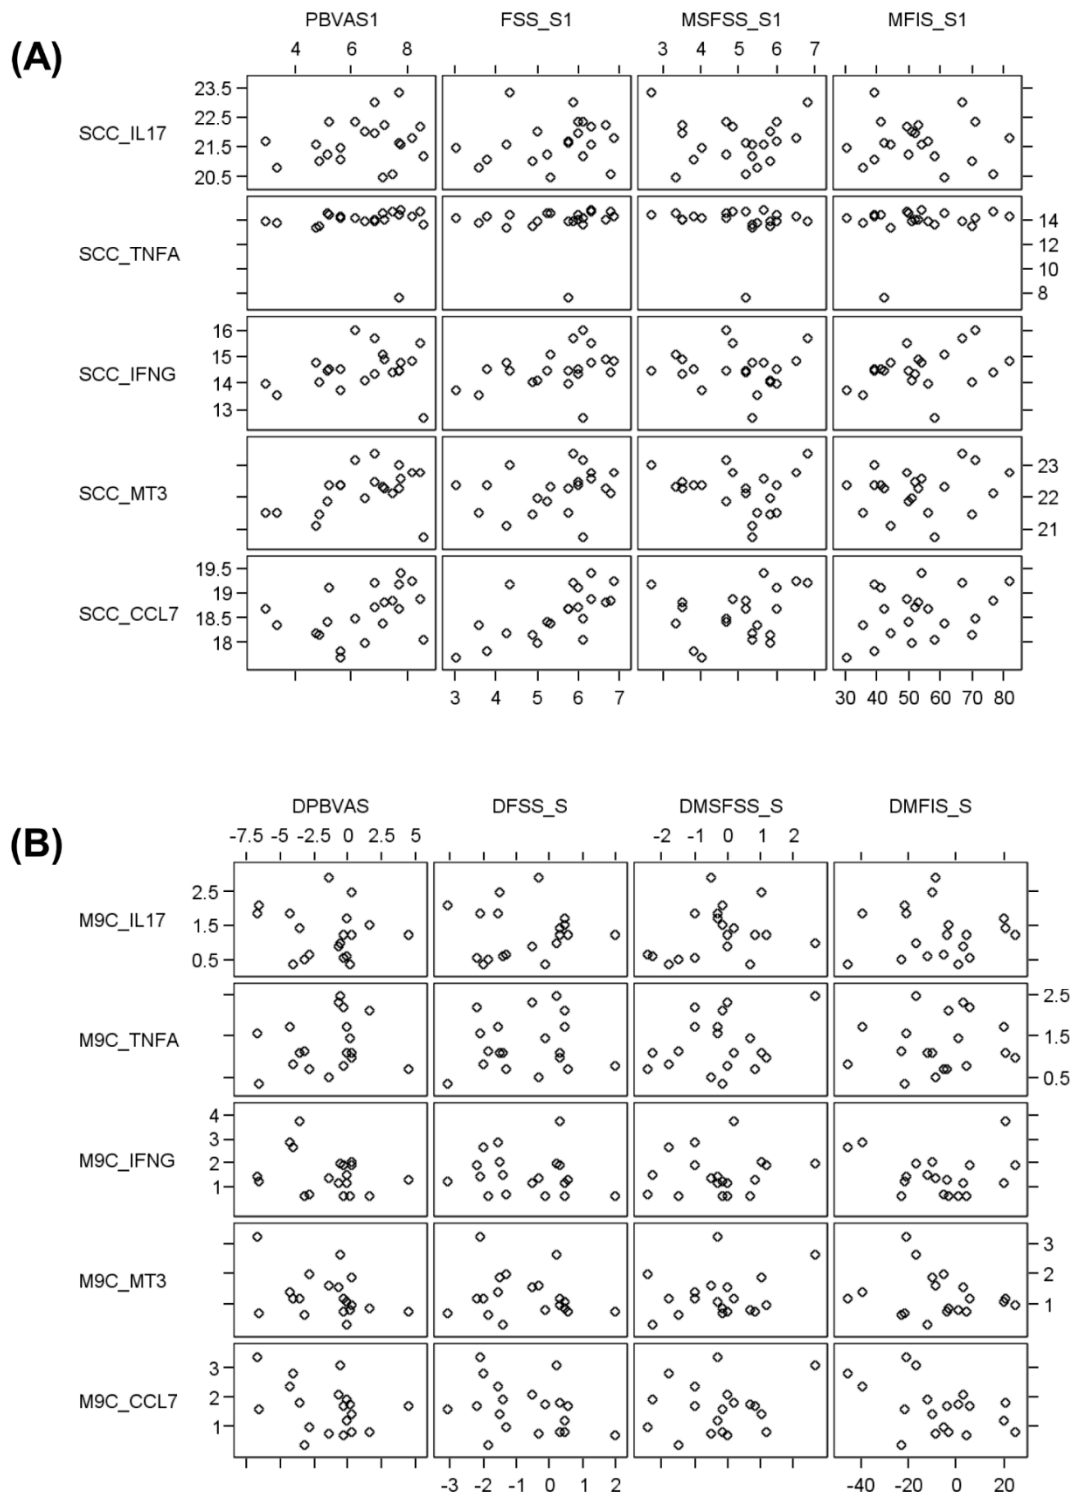 PBVAS1 FSS_S1 MSFSS_S1 MFIS_S1
(A)
4 6 8 3 4 5 6 7
SCC_IL17
23.5
22.5
21.5
20.5
SCC_TNFA
14
12
10
8
SCC_IFNG
16
15
14
13
SCC_MT3
23
22
21
SCC_CCL7
19.5
19
18.5
18
3 4 5 6 7 30 40 50 60 70 80
(B)
DPBVAS DFSS_S DMSFSS_S DMFIS_S
-7.5 -5 -2.5 0 2.5 5 -2 -1 0 1 2
M9C_IL17
2.5
1.5
0.5
M9C_TNFA
2.5
1.5
0.5
M9C_IFNG
4
3
2
1
M9C_MT3
3
2
1
M9C_CCL7
3
2
1
-3 -2 -1 0 1 2 -40 -20 0 20